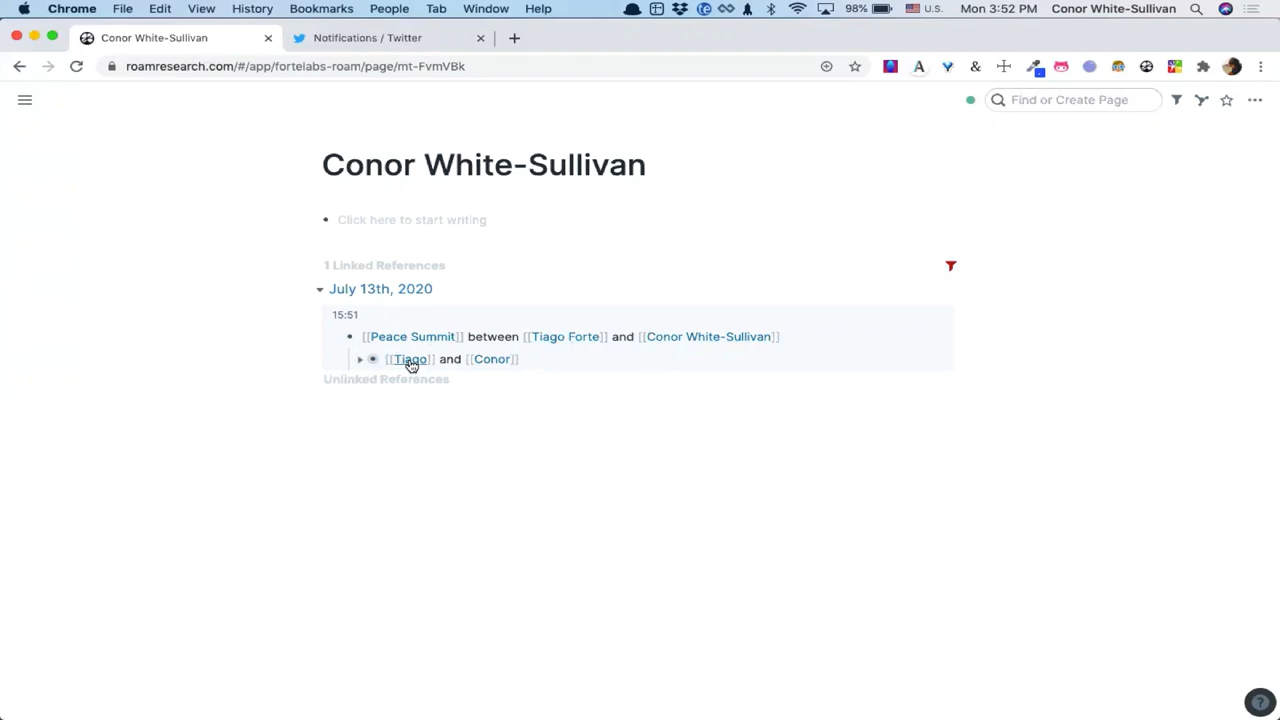 Chrome File Edit View History Bookmarks People Tab Window Help 98% U.S. Mon 3:52 PM Conor White-Sullivan
Conor White-Sullivan Notifications / Twitter
roamresearch.com/#/app/fortelabs-roam/page/mt-FvmVBk
Find or Create Page
Conor White-Sullivan
Click here to start writing
1 Linked References
July 13th, 2020
15:51
[[Peace Summit]] between [[Tiago Forte]] and [[Conor White-Sullivan]]
[[Tiago]] and [[Conor]]
Unlinked References